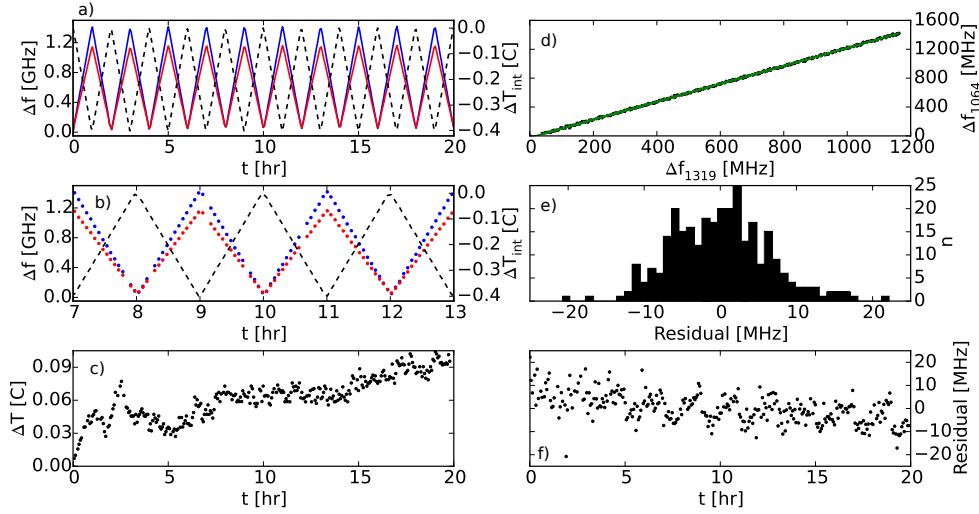 a)
1.2
0.8
0.4
0.0
Δf [GHz]
0.0
−0.1
−0.2
−0.3
−0.4
ΔT_int [C]
0 5 10 15 20
t [hr]
d)
1600
1200
800
400
0
Δf_1064 [MHz]
0 200 400 600 800 1000 1200
Δf_1319 [MHz]
b)
1.2
0.8
0.4
0.0
Δf [GHz]
0.0
−0.1
−0.2
−0.3
−0.4
ΔT_int [C]
7 8 9 10 11 12 13
t [hr]
e)
25
20
15
10
5
0
n
−20 −10 0 10 20
Residual [MHz]
c)
0.09
0.06
0.03
0.00
ΔT [C]
0 5 10 15 20
t [hr]
f)
20
10
0
−10
−20
Residual [MHz]
0 5 10 15 20
t [hr]